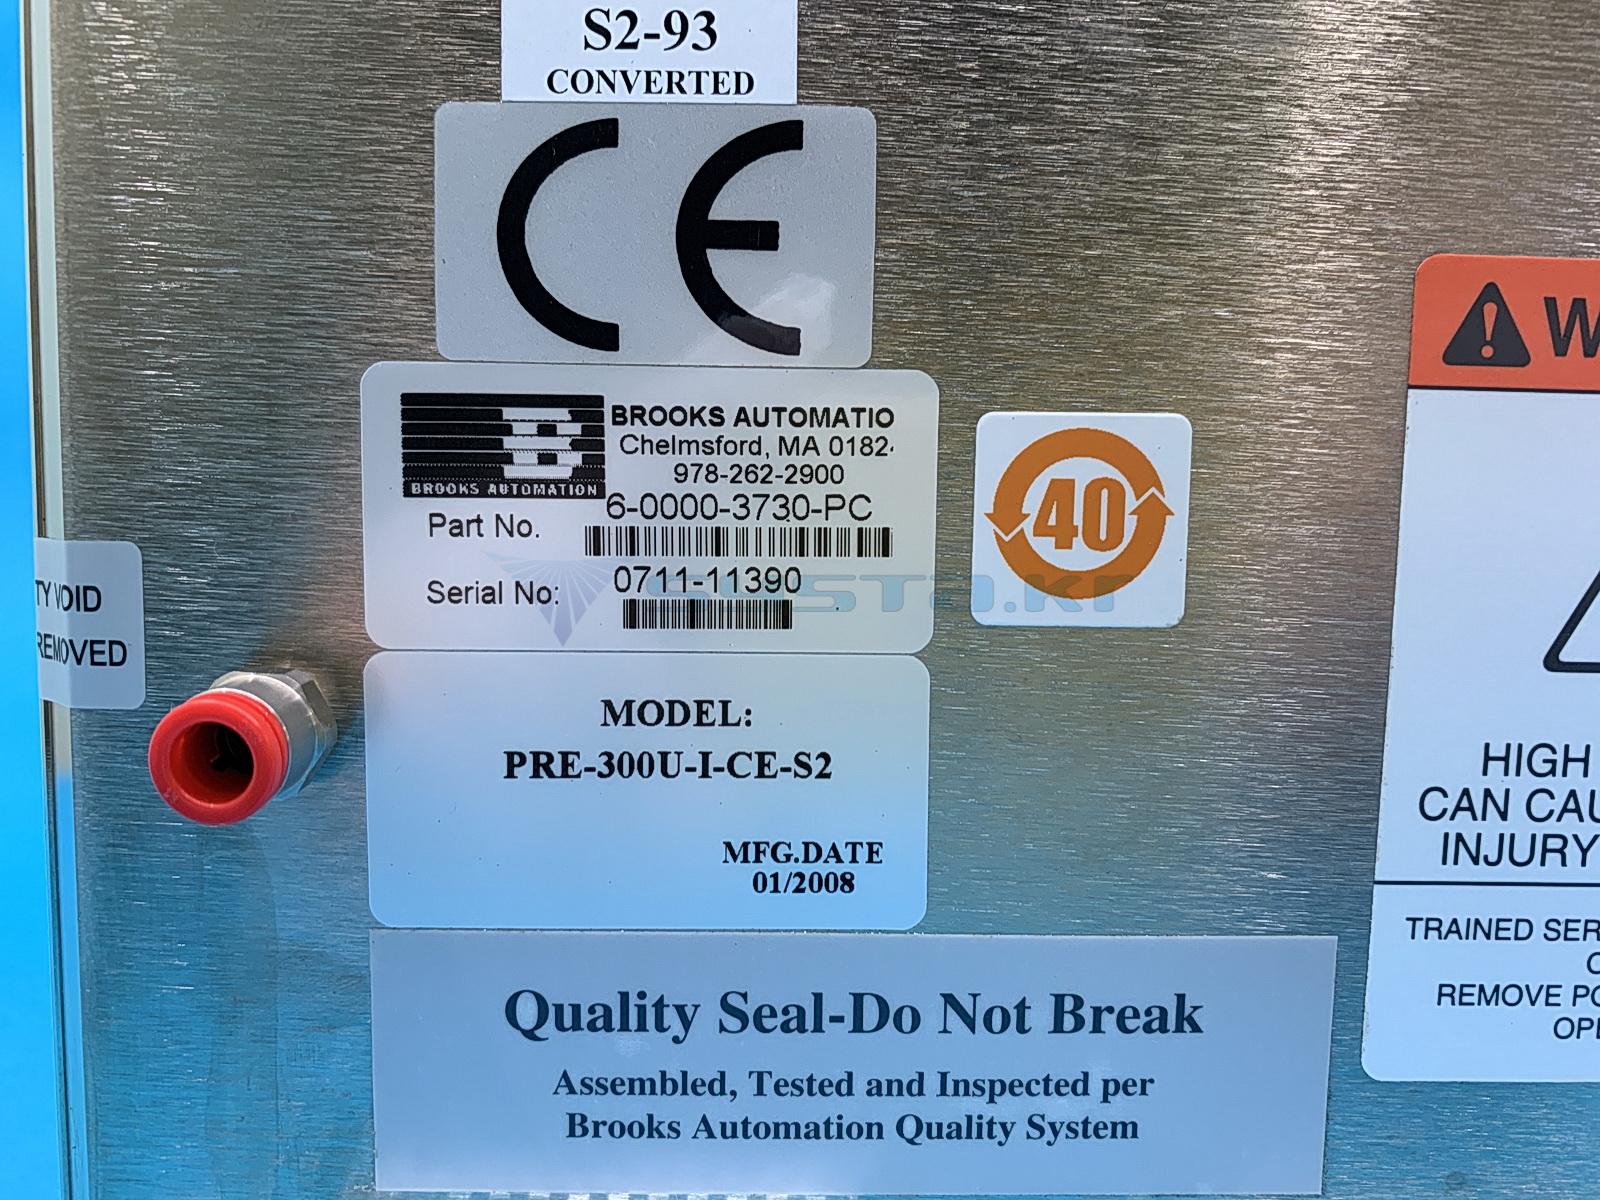 S2-93
CONVERTED
CE
BROOKS AUTOMATIO
Chelmsford, MA 0182
978-262-2900
BROOKS AUTOMATION
6-0000-3730-PC
Part No.
0711-11390
Serial No:
40
systa.kr
TY VOID
REMOVED
MODEL:
PRE-300U-I-CE-S2
MFG.DATE
01/2008
Quality Seal-Do Not Break
Assembled, Tested and Inspected per
Brooks Automation Quality System
W
HIGH
CAN CAU
INJURY
TRAINED SER
REMOVE PO
OPE